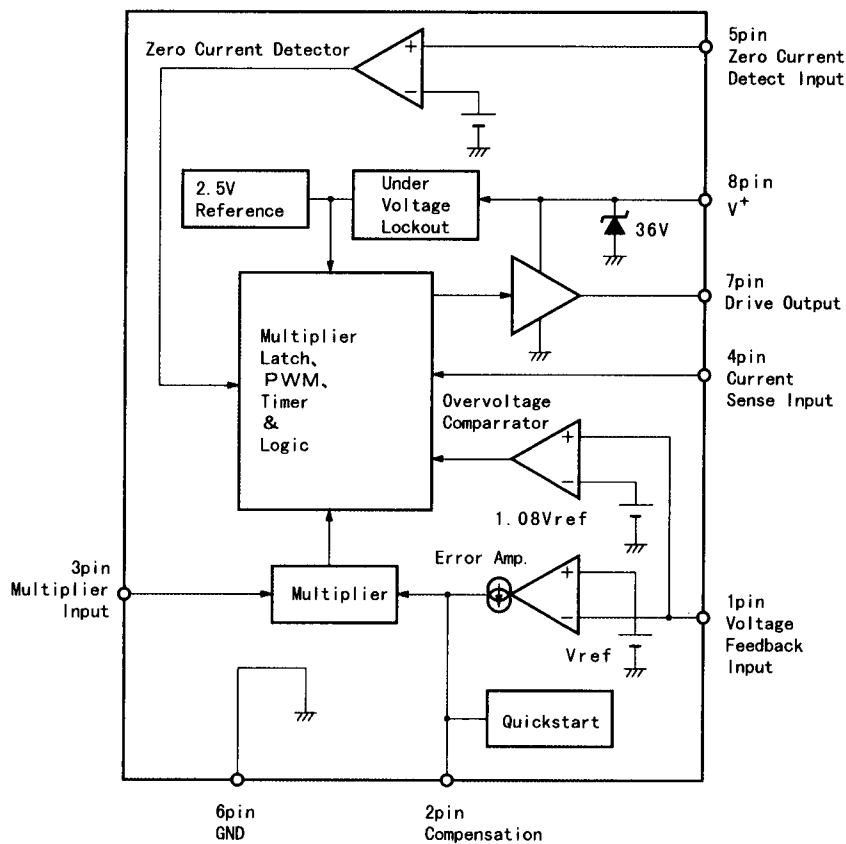 Zero Current Detector
5pin
Zero Current
Detect Input
2.5V
Reference
Under
Voltage
Lockout
8pin
V+
36V
7pin
Drive Output
Multiplier
Latch、
PWM、
Timer
&
Logic
4pin
Current
Sense Input
Overvoltage
Comparrator
1.08Vref
3pin
Multiplier
Input
Multiplier
Error Amp.
Vref
1pin
Voltage
Feedback
Input
Quickstart
6pin
GND
2pin
Compensation